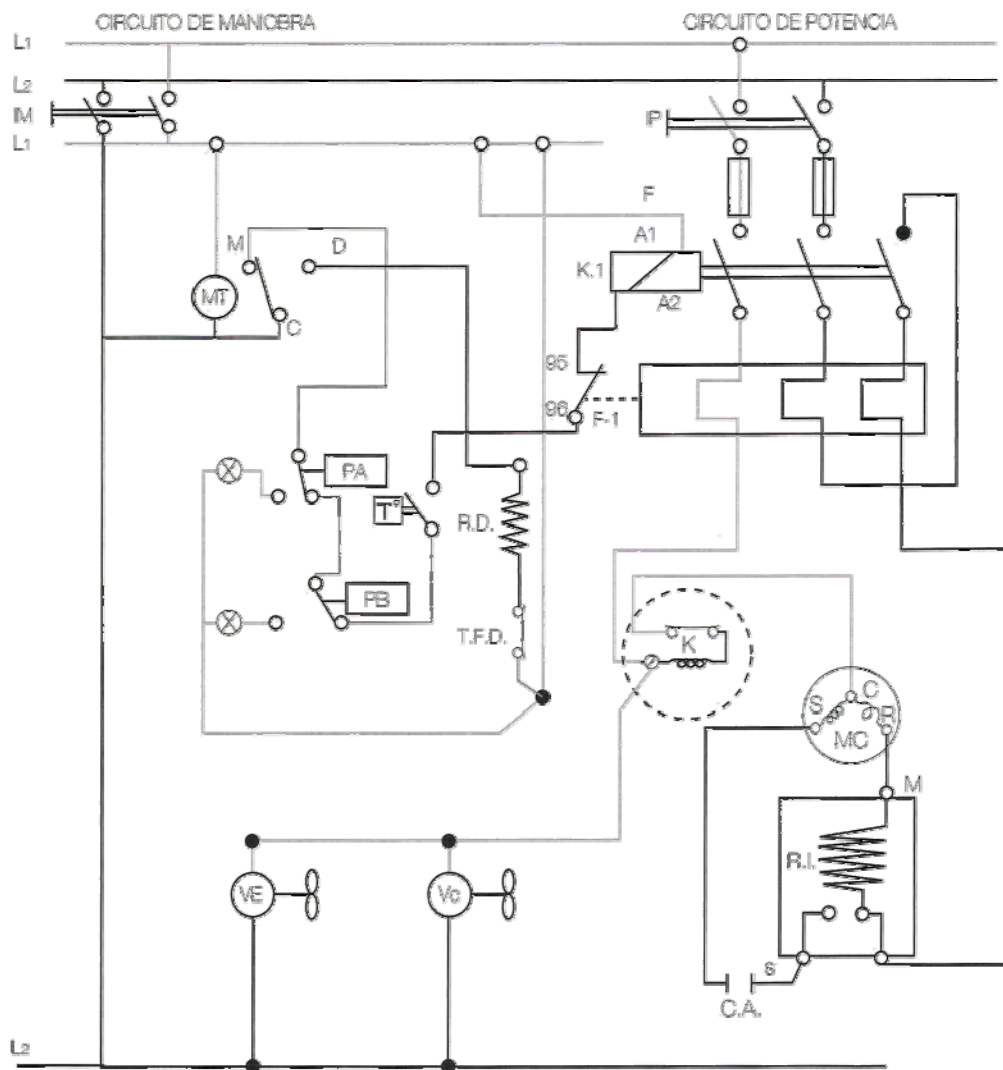 CIRCUITO DE MANIOBRA
CIRCUITO DE POTENCIA
L1
L2
IM
IP
L1
F
A1
M
D
K.1
MT
A2
C
95
96
F-1
PA
T°
R.D.
PB
T.F.D.
K
S
C
R
MC
M
R.I.
VE
Vc
S
C.A.
L2